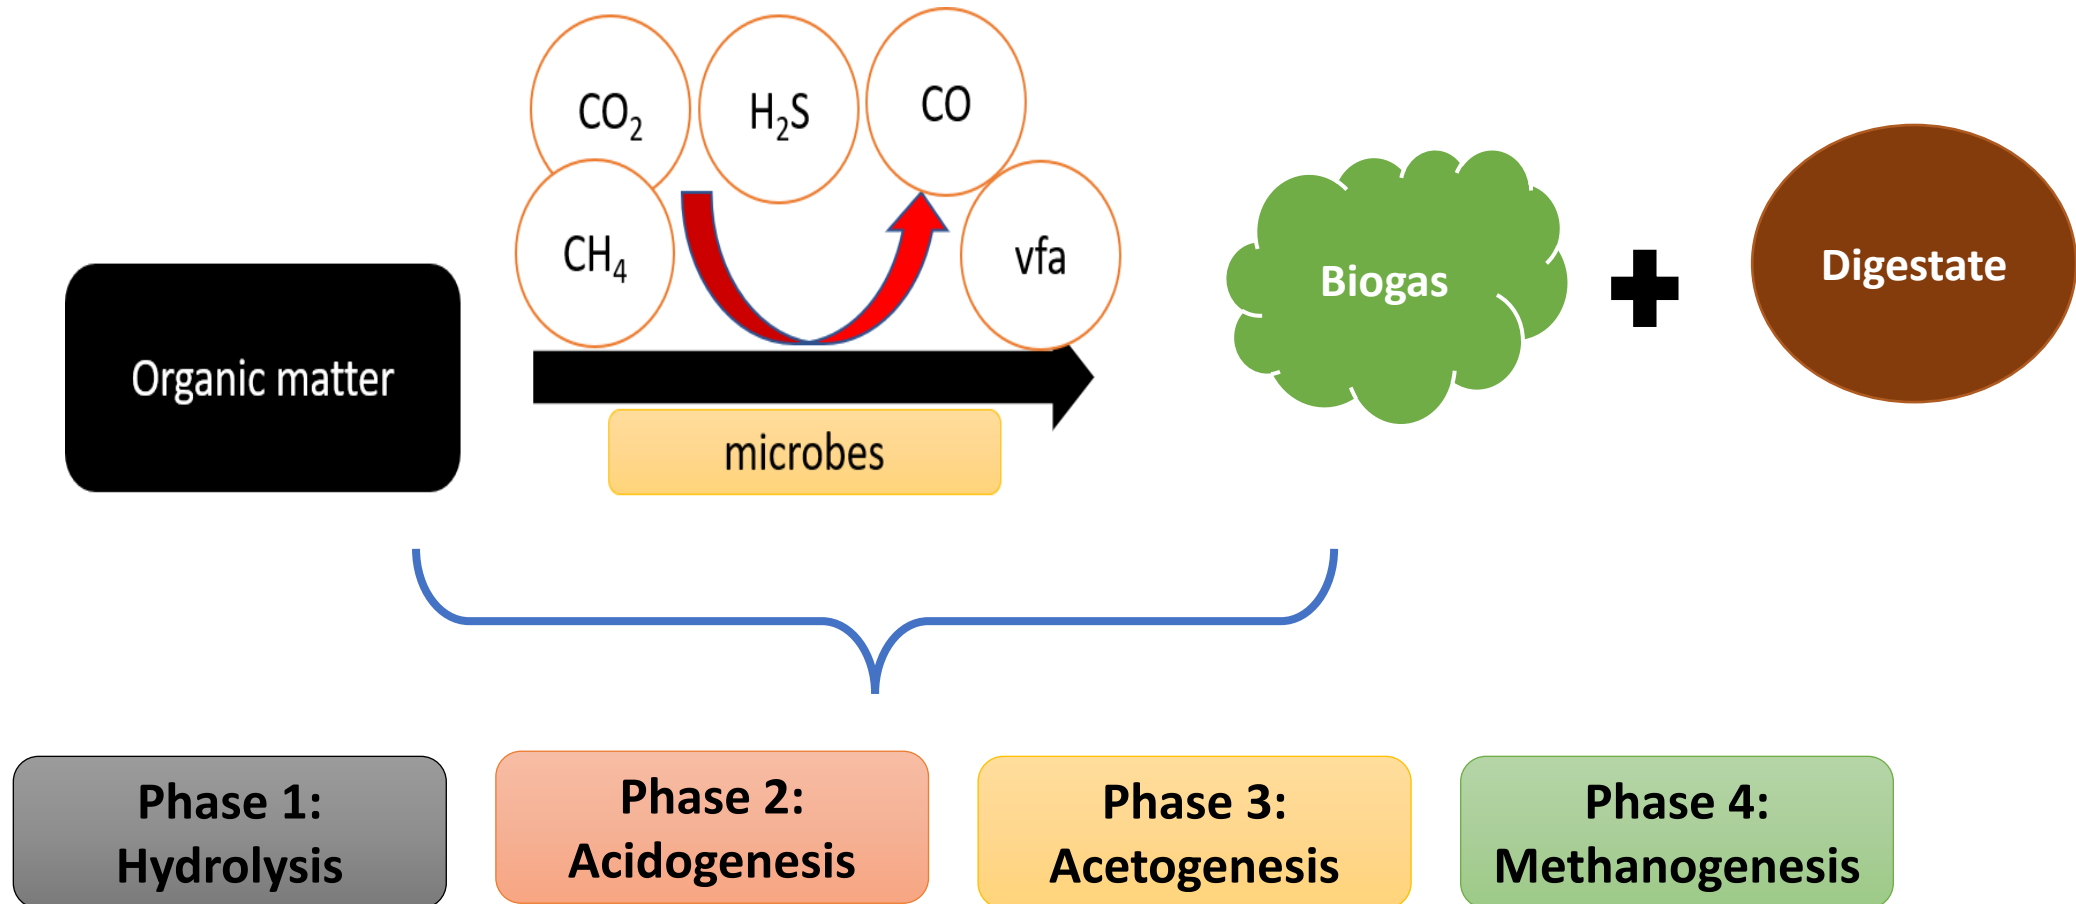 CO₂
H₂S
CO
CH₄
vfa
Organic matter
microbes
Biogas
Digestate
Phase 1:
Hydrolysis
Phase 2:
Acidogenesis
Phase 3:
Acetogenesis
Phase 4:
Methanogenesis